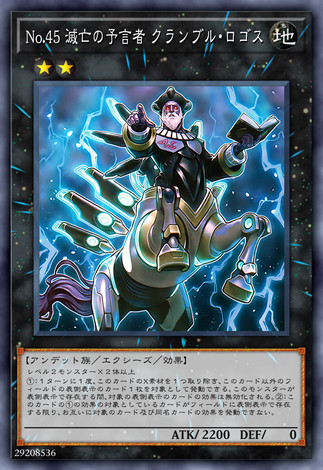 No.45 滅亡の予言者 クランブル・ロゴス 地
【アンデット族/エクシーズ/効果】
レベル2モンスター×2体以上
①:1ターンに1度、このカードのX素材を1つ取り除き、このカード以外のフ
ィールドの表側表示のカード1枚を対象として発動できる。このモンスターが
表側表示で存在する間、対象の表側表示のカードの効果は無効化される。②:こ
のカードの①の効果の対象としているカードがフィールドに表側表示で存在
する限り、お互いに対象のカード及び同名カードの効果を発動できない。
ATK/ 2200 DEF/ 0
29208536